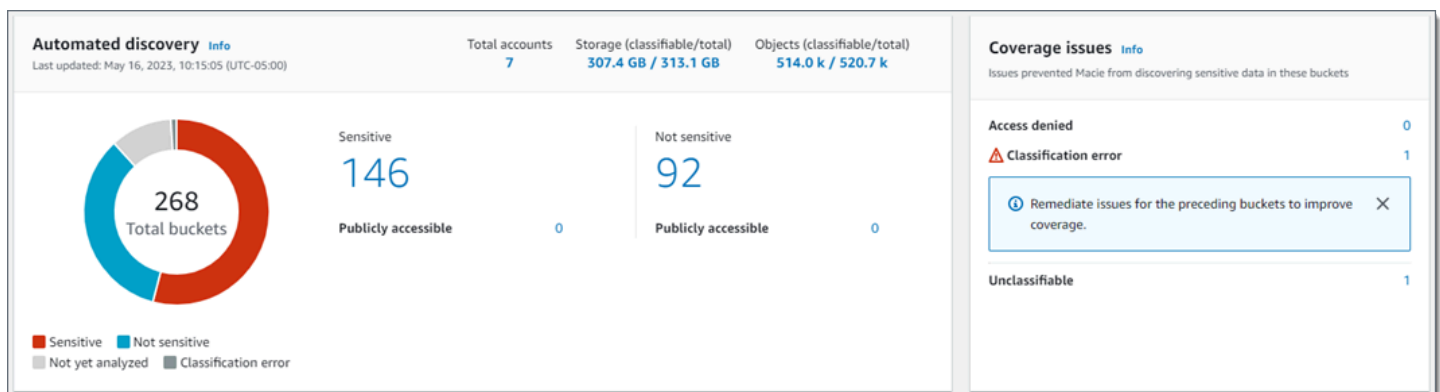 Automated discovery Info
Last updated: May 16, 2023, 10:15:05 (UTC-05:00)
Total accounts
7
Storage (classifiable/total)
307.4 GB / 313.1 GB
Objects (classifiable/total)
514.0 k / 520.7 k
268
Total buckets
Sensitive
146
Publicly accessible 0
Not sensitive
92
Publicly accessible 0
Sensitive Not sensitive
Not yet analyzed Classification error
Coverage issues Info
Issues prevented Macie from discovering sensitive data in these buckets
Access denied 0
Classification error 1
Remediate issues for the preceding buckets to improve
coverage.
Unclassifiable 1